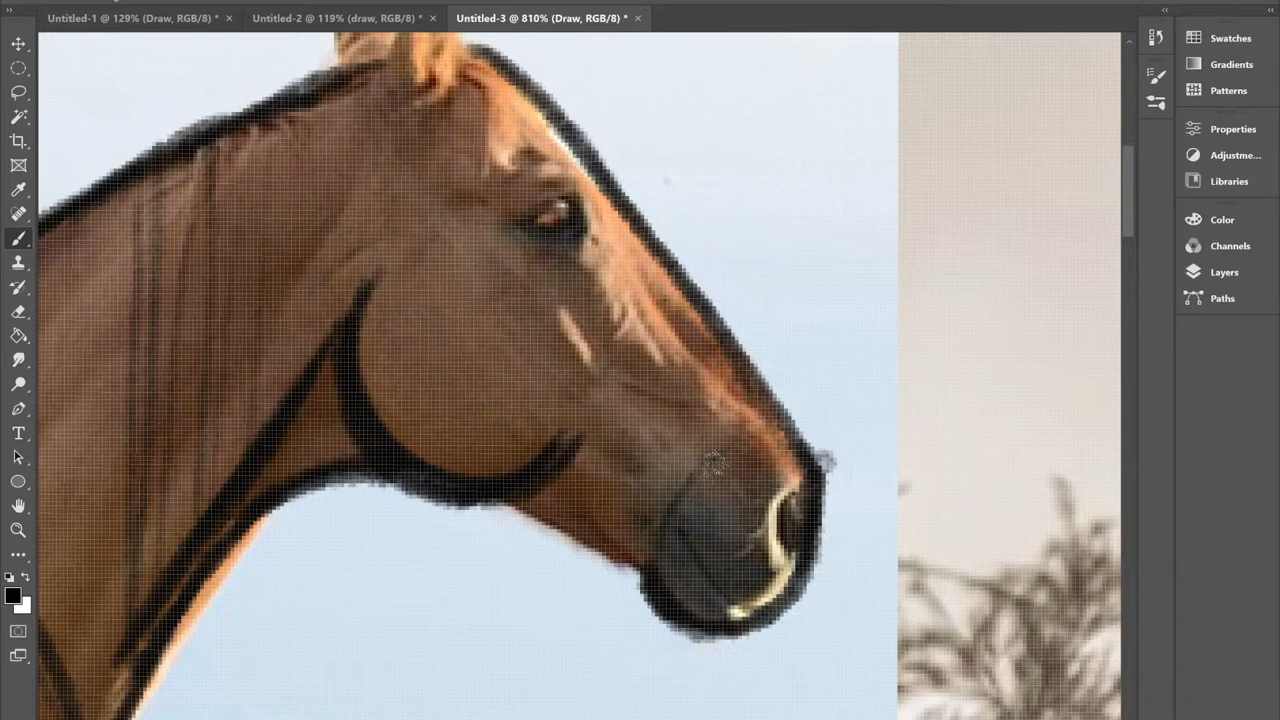 Untitled-1 @ 129% (Draw, RGB/8) * ×
Untitled-2 @ 119% (draw, RGB/8) * ×
Untitled-3 @ 810% (Draw, RGB/8) * ×
Swatches
Gradients
Patterns
Properties
Adjustme...
Libraries
Color
Channels
Layers
Paths